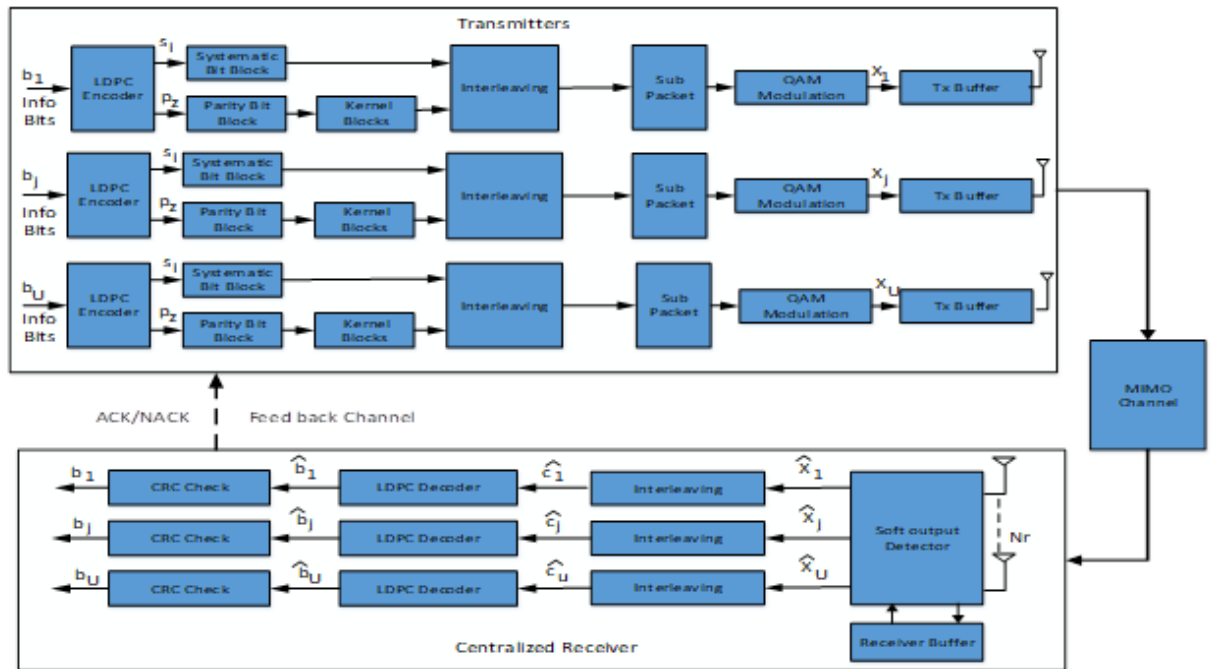 Transmitters
b1
Info
Bits
LDPC
Encoder
si
pz
Systematic
Bit Block
Parity Bit
Block
Kernel
Blocks
Interleaving
Sub
Packet
QAM
Modulation
x1
Tx Buffer
bj
Info
Bits
LDPC
Encoder
si
pz
Systematic
Bit Block
Parity Bit
Block
Kernel
Blocks
Interleaving
Sub
Packet
QAM
Modulation
xj
Tx Buffer
bU
Info
Bits
LDPC
Encoder
si
pz
Systematic
Bit Block
Parity Bit
Block
Kernel
Blocks
Interleaving
Sub
Packet
QAM
Modulation
xU
Tx Buffer
MIMO
Channel
ACK/NACK
Feed back Channel
b1
CRC Check
b̂1
LDPC Decoder
ĉ1
Interleaving
x̂1
bj
CRC Check
b̂j
LDPC Decoder
ĉj
Interleaving
x̂j
bU
CRC Check
b̂U
LDPC Decoder
ĉu
Interleaving
x̂U
Soft output
Detector
Nr
Receiver Buffer
Centralized Receiver